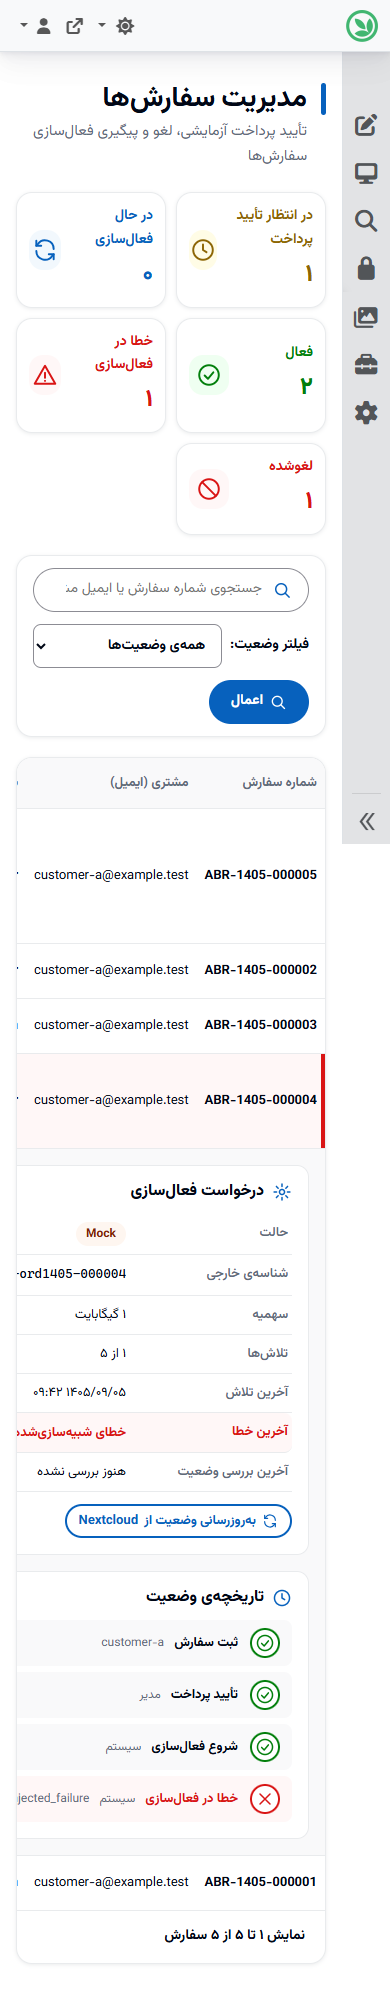 مدیریت سفارش‌ها
تأیید پرداخت آزمایشی، لغو و پیگیری فعال‌سازی
سفارش‌ها
در انتظار تأیید
پرداخت
۱
در حال
فعال‌سازی
۰
فعال
۲
خطا در
فعال‌سازی
۱
لغوشده
۱
جستجوی شماره سفارش یا ایمیل
فیلتر وضعیت:
همه‌ی وضعیت‌ها
اعمال
شماره سفارش
مشتری (ایمیل)
ABR-1405-000005
customer-a@example.test
ABR-1405-000002
customer-a@example.test
ABR-1405-000003
customer-a@example.test
ABR-1405-000004
customer-a@example.test
درخواست فعال‌سازی
حالت
Mock
شناسه‌ی خارجی
-ord1405-000004
سهمیه
۱ گیگابایت
تلاش‌ها
۱ از ۵
آخرین تلاش
۱۴۰۵/۰۹/۰۵ ۰۹:۴۲
آخرین خطا
خطای شبیه‌سازی‌شده
آخرین بررسی وضعیت
هنوز بررسی نشده
به‌روزرسانی وضعیت از Nextcloud
تاریخچه‌ی وضعیت
ثبت سفارش customer-a
تأیید پرداخت مدیر
شروع فعال‌سازی سیستم
خطا در فعال‌سازی سیستم jected_failure
ABR-1405-000001
customer-a@example.test
نمایش ۱ تا ۵ از ۵ سفارش